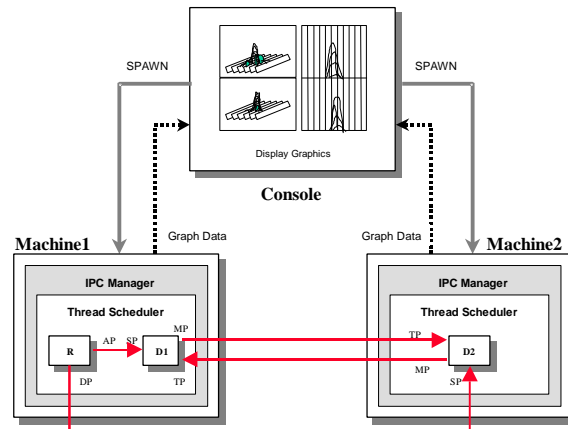 SPAWN
SPAWN
Display Graphics
Console
Graph Data
Graph Data
Machine1
Machine2
IPC Manager
IPC Manager
Thread Scheduler
Thread Scheduler
MP
TP
AP
SP
R
D1
D2
MP
DP
TP
SP